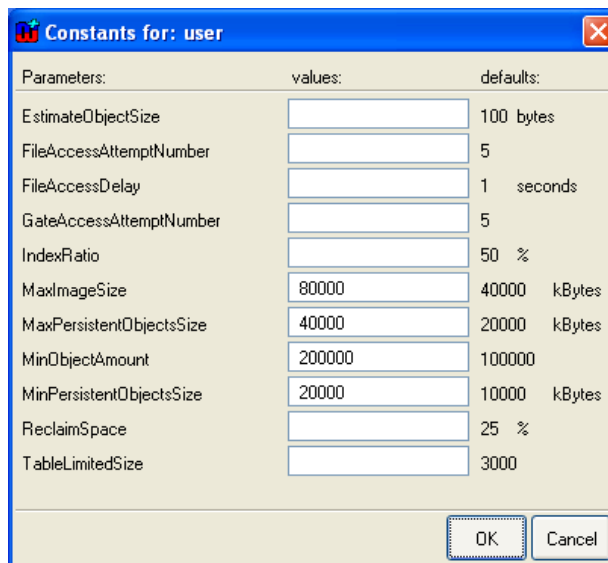 Constants for: user
Parameters: values: defaults:
EstimateObjectSize 100 bytes
FileAccessAttemptNumber 5
FileAccessDelay 1 seconds
GateAccessAttemptNumber 5
IndexRatio 50 %
MaxImageSize 80000 40000 kBytes
MaxPersistentObjectsSize 40000 20000 kBytes
MinObjectAmount 200000 100000
MinPersistentObjectsSize 20000 10000 kBytes
ReclaimSpace 25 %
TableLimitedSize 3000
OK Cancel